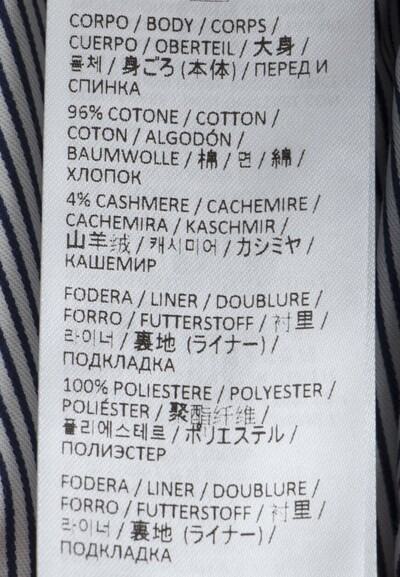 CORPO / BODY / CORPS /
CUERPO / OBERTEIL / 大身 /
몸체 / 身ごろ (本体) / ПЕРЕД И
СПИНКА
96% COTONE / COTTON /
COTON / ALGODÓN /
BAUMWOLLE / 棉 / 면 / 綿 /
ХЛОПОК
4% CASHMERE / CACHEMIRE /
CACHEMIRA / KASCHMIR /
山羊绒 / 캐시미어 / カシミヤ /
КАШЕМИР
FODERA / LINER / DOUBLURE /
FORRO / FUTTERSTOFF / 衬里 /
라이너 / 裏地 (ライナー) /
ПОДКЛАДКА
100% POLIESTERE / POLYESTER /
POLIÉSTER / 聚酯纤维 /
폴리에스테르 / ポリエステル /
ПОЛИЭСТЕР
FODERA / LINER / DOUBLURE /
FORRO / FUTTERSTOFF / 衬里 /
라이너 / 裏地 (ライナー) /
ПОДКЛАДКА